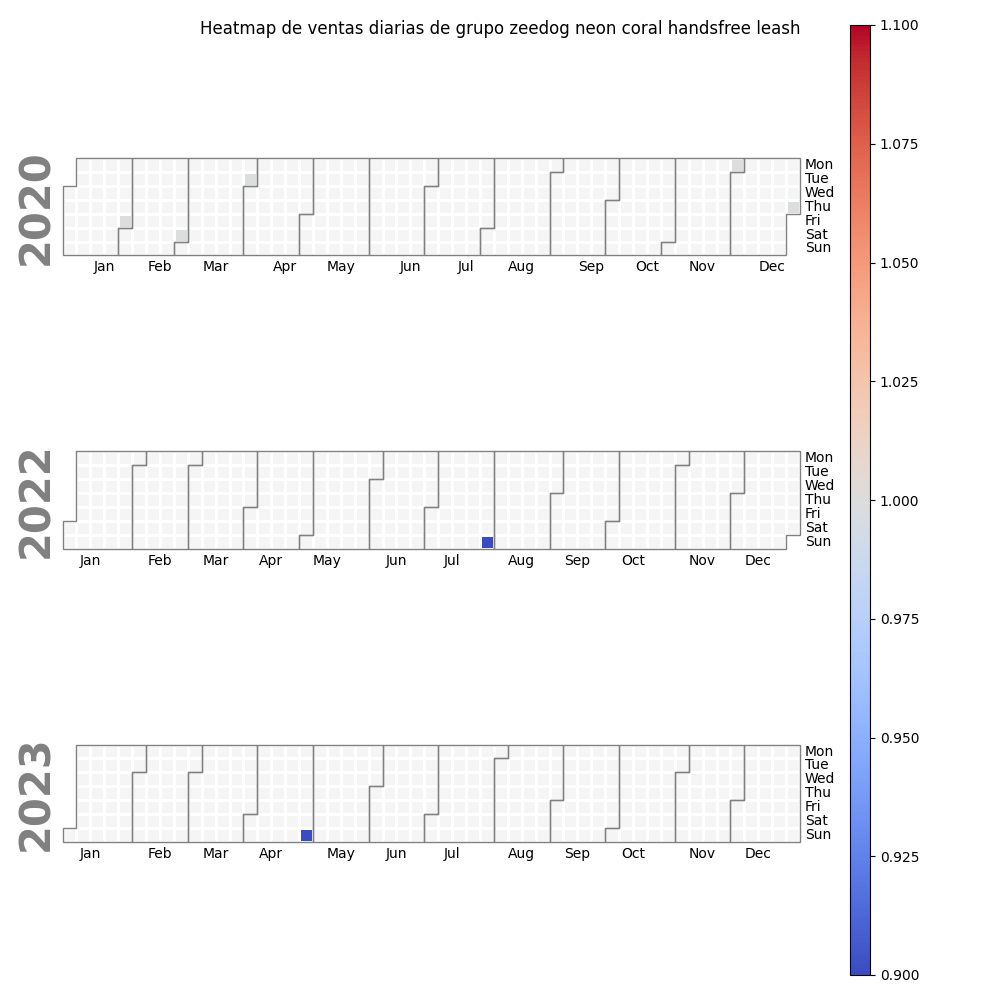 Heatmap de ventas diarias de grupo zeedog neon coral handsfree leash
1.100
1.075
1.050
1.025
1.000
0.975
0.950
0.925
0.900
2020
Mon
Tue
Wed
Thu
Fri
Sat
Sun
Jan Feb Mar Apr May Jun Jul Aug Sep Oct Nov Dec
2022
Mon
Tue
Wed
Thu
Fri
Sat
Sun
Jan Feb Mar Apr May Jun Jul Aug Sep Oct Nov Dec
2023
Mon
Tue
Wed
Thu
Fri
Sat
Sun
Jan Feb Mar Apr May Jun Jul Aug Sep Oct Nov Dec